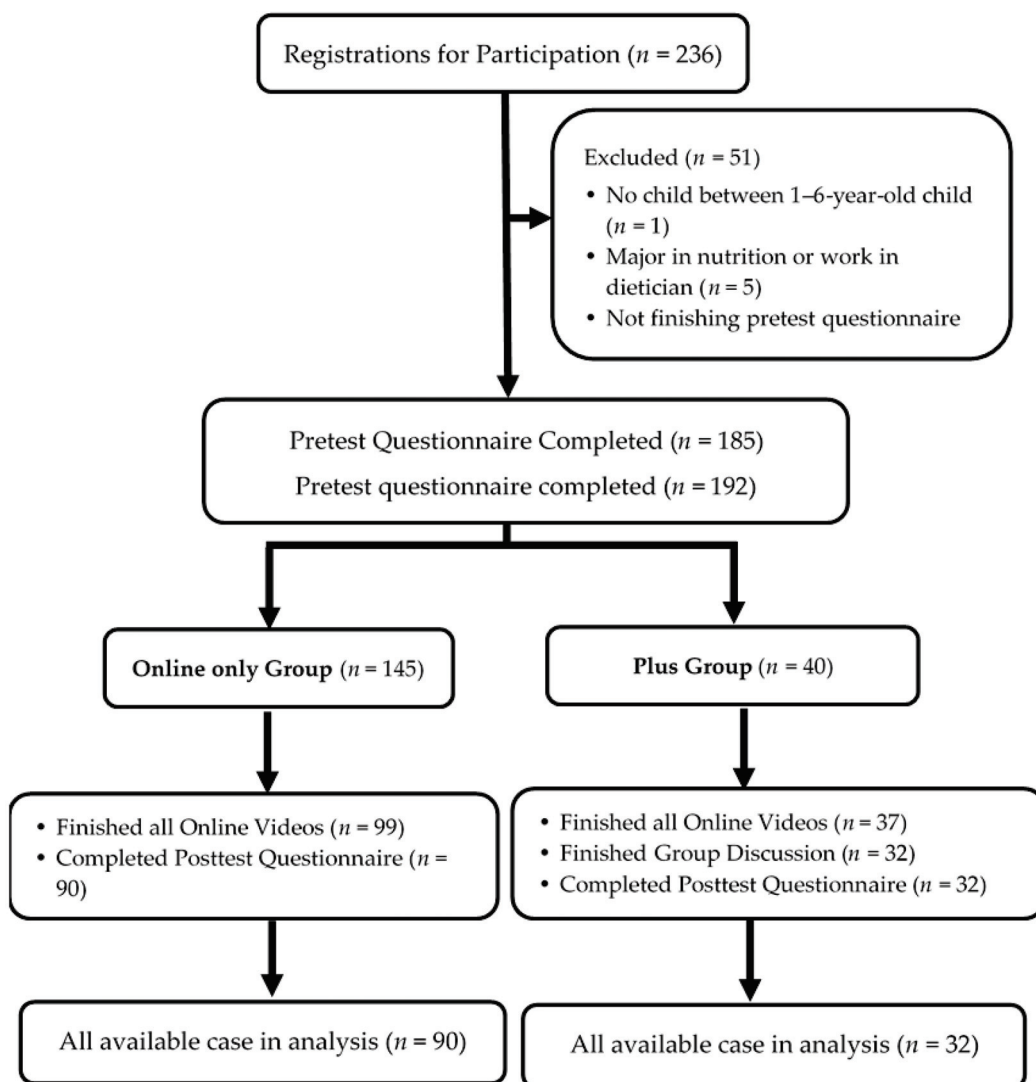 Registrations for Participation (n = 236)
Excluded (n = 51)
• No child between 1–6-year-old child
(n = 1)
• Major in nutrition or work in
dietician (n = 5)
• Not finishing pretest questionnaire
Pretest Questionnaire Completed (n = 185)
Pretest questionnaire completed (n = 192)
Online only Group (n = 145)
Plus Group (n = 40)
• Finished all Online Videos (n = 99)
• Completed Posttest Questionnaire (n =
90)
• Finished all Online Videos (n = 37)
• Finished Group Discussion (n = 32)
• Completed Posttest Questionnaire (n = 32)
All available case in analysis (n = 90)
All available case in analysis (n = 32)